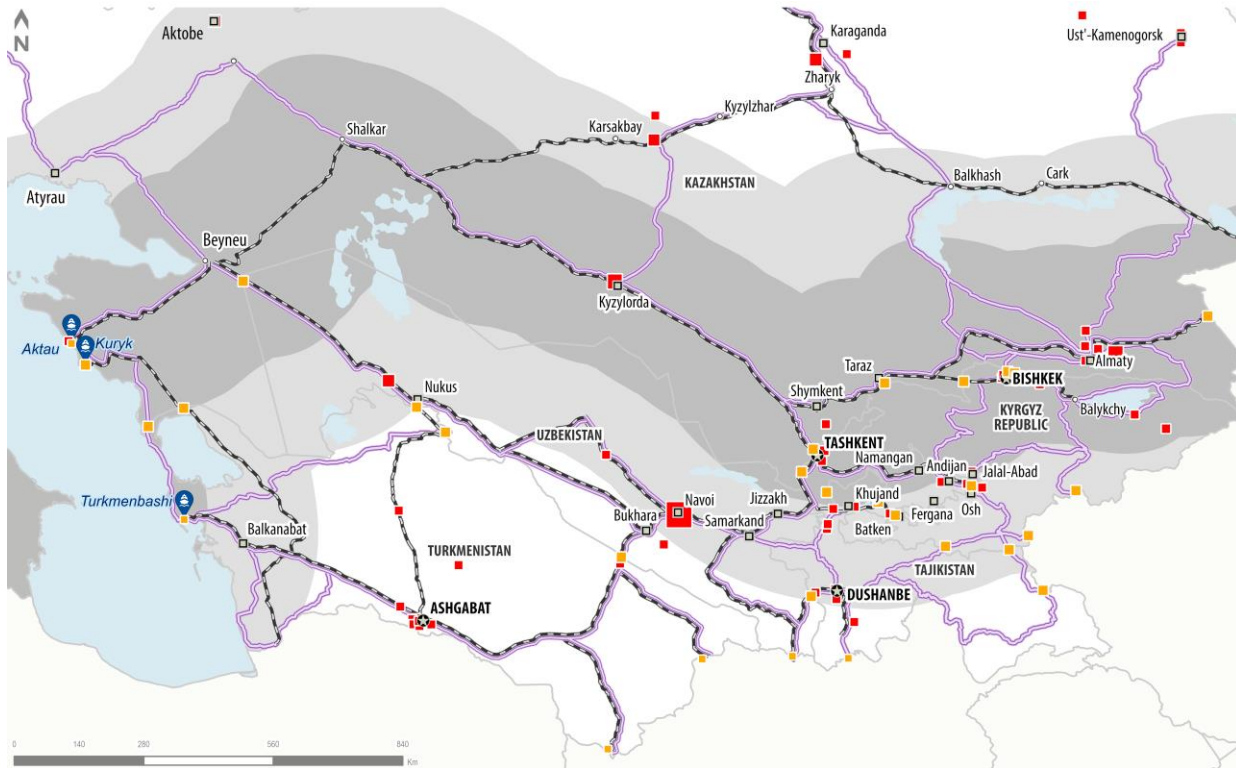 N
Aktobe
Karaganda
Ust'-Kamenogorsk
Zharyk
Kyzylzhar
Shalkar
Karsakbay
KAZAKHSTAN
Balkhash
Cark
Atyrau
Beyneu
Kyzylorda
Aktau
Kuryk
Taraz
Almaty
BISHKEK
Nukus
Shymkent
KYRGYZ
REPUBLIC
Balykchy
UZBEKISTAN
TASHKENT
Namangan
Andijan
Jalal-Abad
Turkmenbashi
Navoi
Jizzakh
Khujand
Fergana
Osh
Balkanabat
Bukhara
Samarkand
Batken
TURKMENISTAN
TAJIKISTAN
DUSHANBE
ASHGABAT
0 140 280 560 840
Km